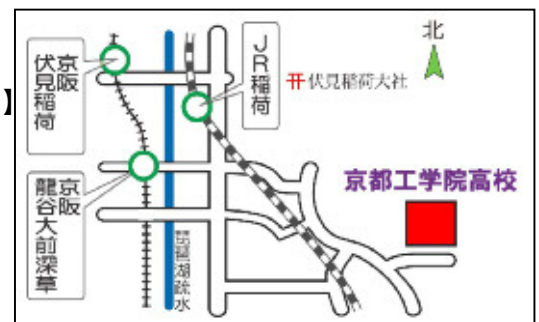 】
京阪
伏見稲荷
JR稲荷
北
伏見稲荷大社
京都工学院高校
京阪
龍谷大前深草
琵琶湖疏水